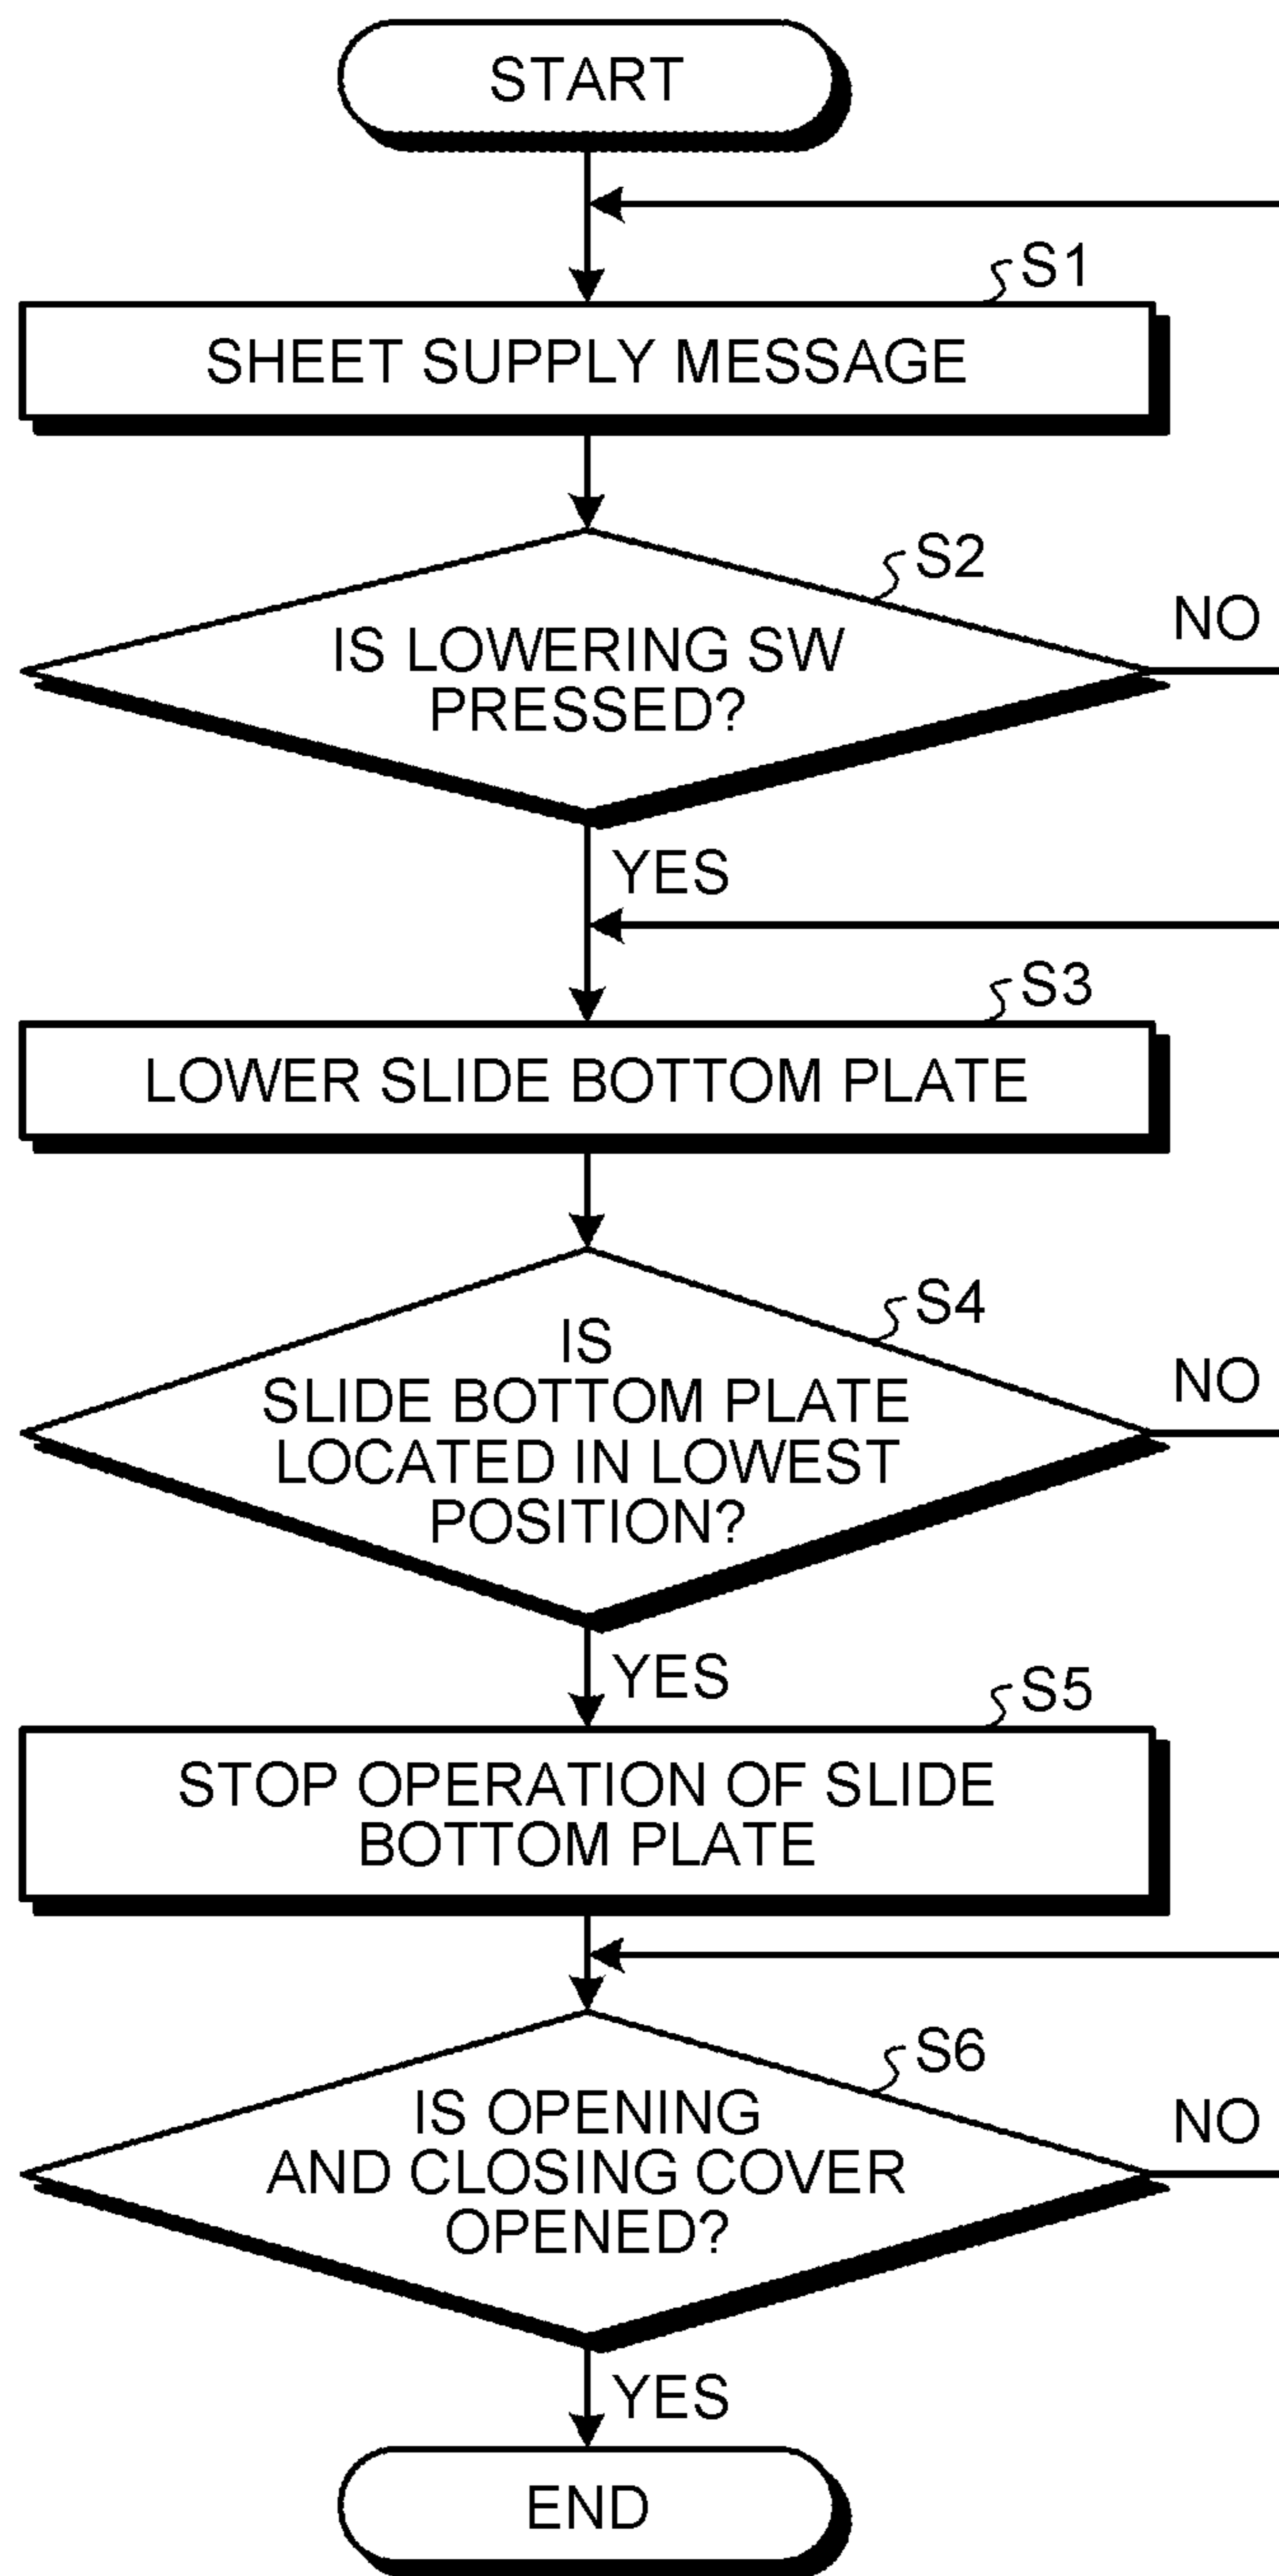 START
S1
SHEET SUPPLY MESSAGE
S2
NO
IS LOWERING SW
PRESSED?
YES
S3
LOWER SLIDE BOTTOM PLATE
S4
IS
NO
SLIDE BOTTOM PLATE
LOCATED IN LOWEST
POSITION?
YES
S5
STOP OPERATION OF SLIDE
BOTTOM PLATE
S6
IS OPENING
NO
AND CLOSING COVER
OPENED?
YES
END